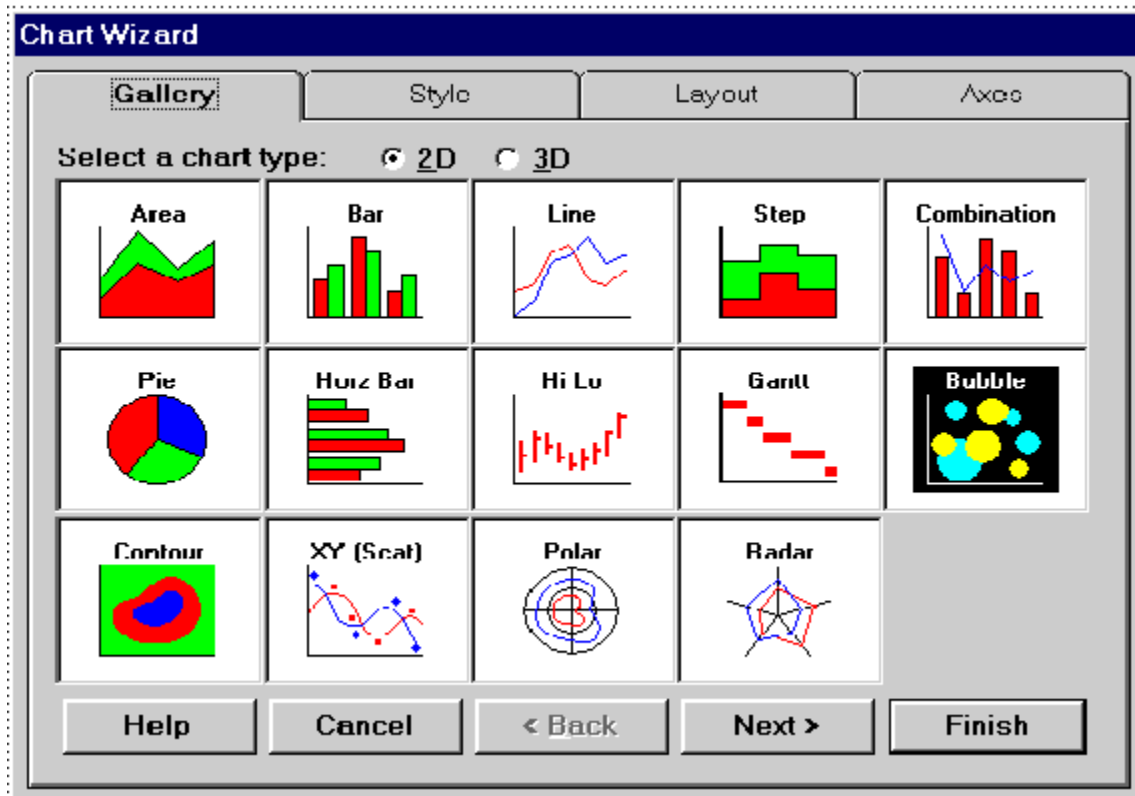 Chart Wizard
Gallery Style Layout Axes
Select a chart type: 2D 3D
Area Bar Line Step Combination
Pie Horz Bar Hi Lo Gantt Bubble
Contour XY (Scat) Polar Radar
Help Cancel < Back Next > Finish